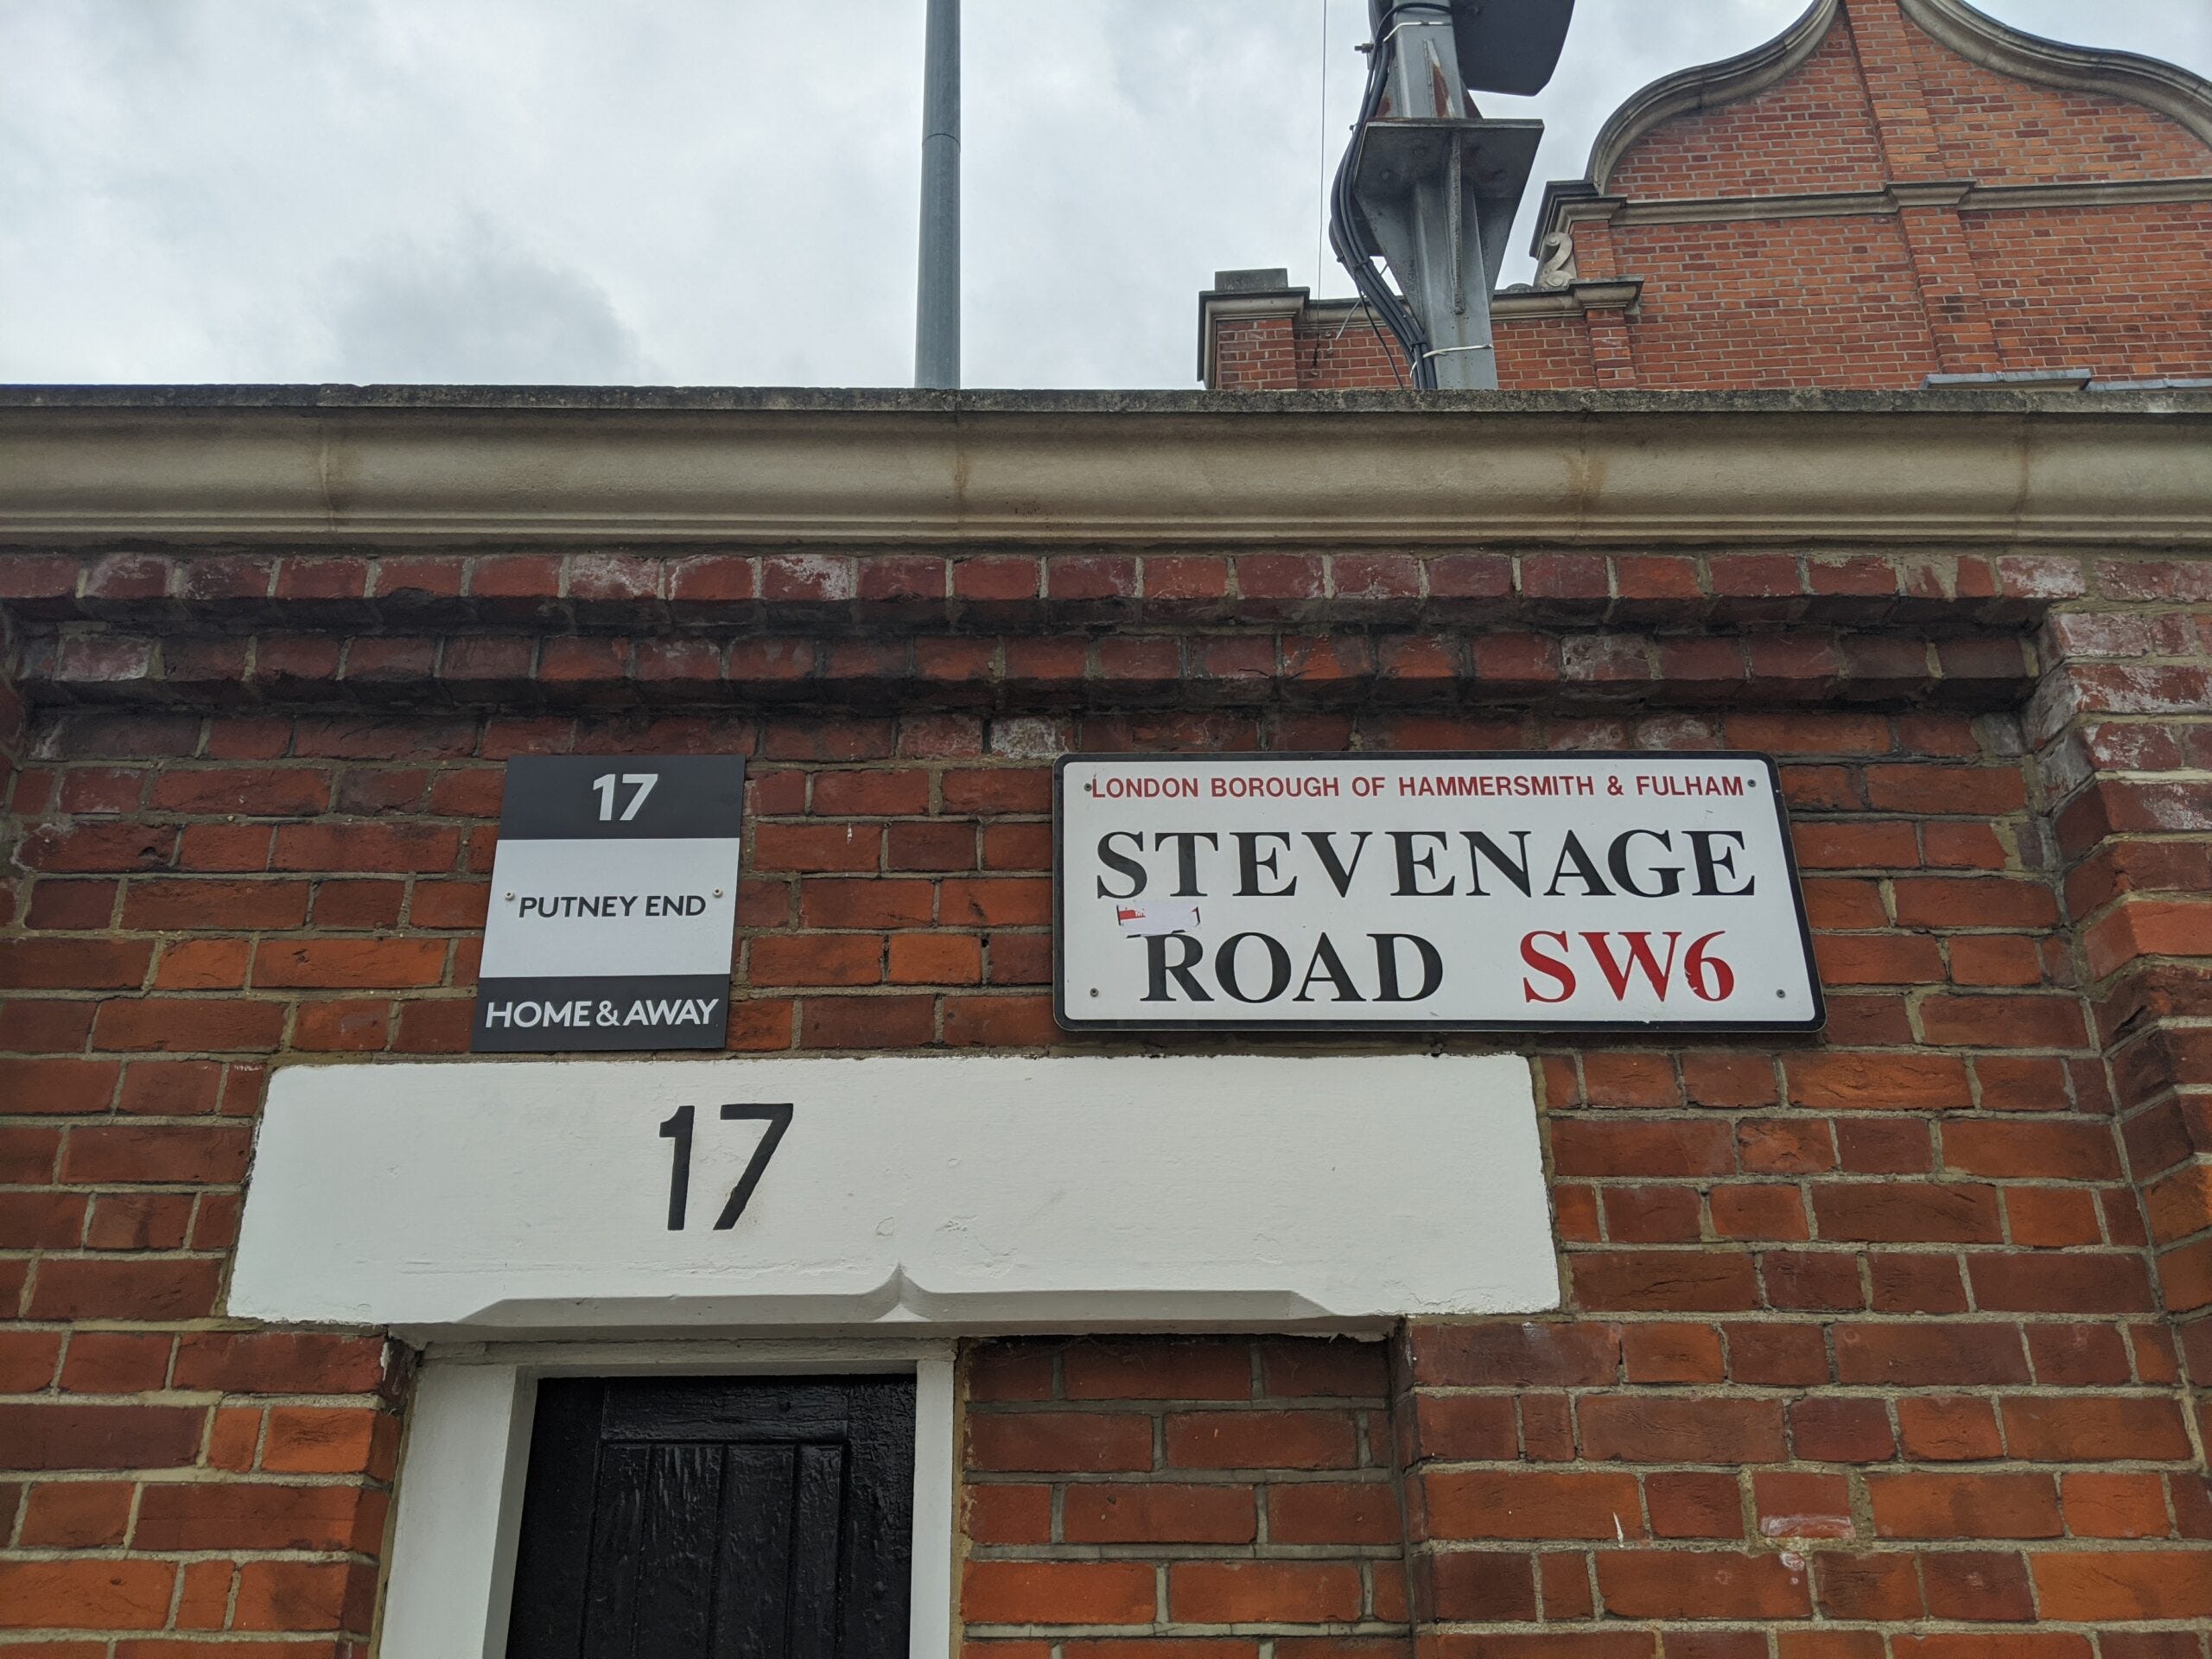 17
PUTNEY END
HOME & AWAY
LONDON BOROUGH OF HAMMERSMITH & FULHAM
STEVENAGE
ROAD SW6
17